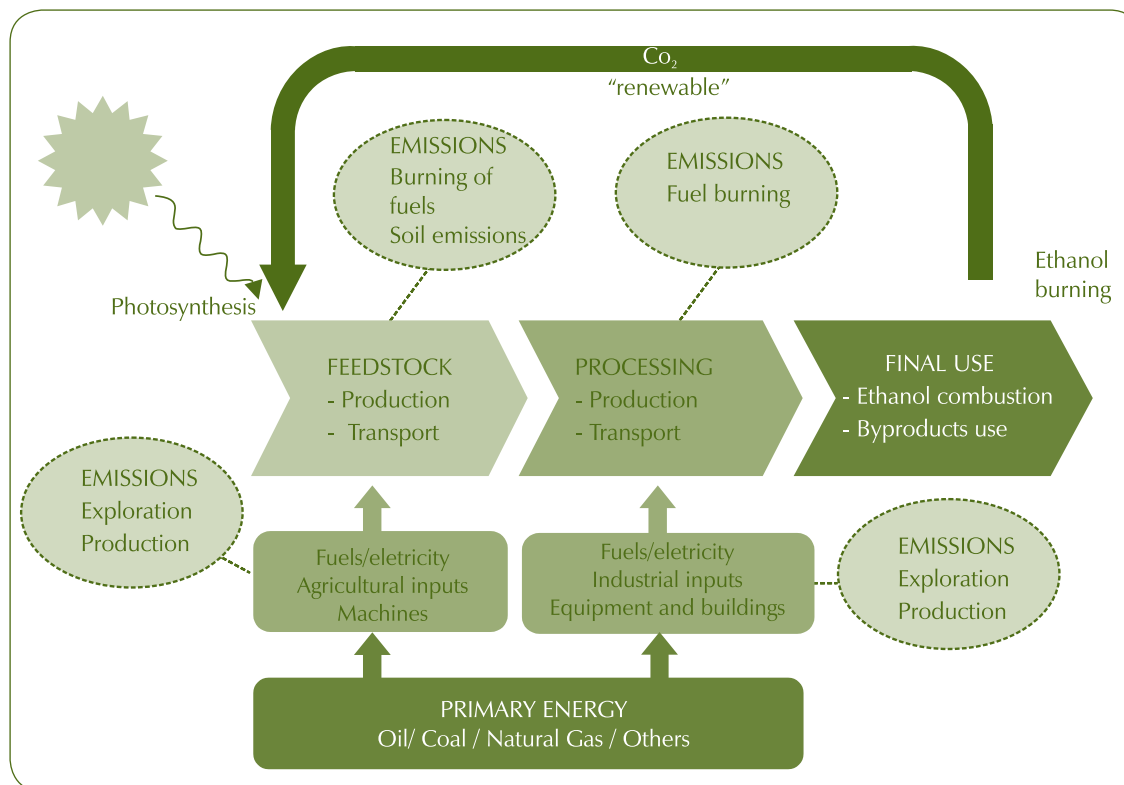 Co₂
“renewable”
EMISSIONS
Burning of
fuels
Soil emissions
EMISSIONS
Fuel burning
Ethanol
burning
Photosynthesis
FEEDSTOCK
- Production
- Transport
PROCESSING
- Production
- Transport
FINAL USE
- Ethanol combustion
- Byproducts use
EMISSIONS
Exploration
Production
Fuels/eletricity
Agricultural inputs
Machines
Fuels/eletricity
Industrial inputs
Equipment and buildings
EMISSIONS
Exploration
Production
PRIMARY ENERGY
Oil/ Coal / Natural Gas / Others